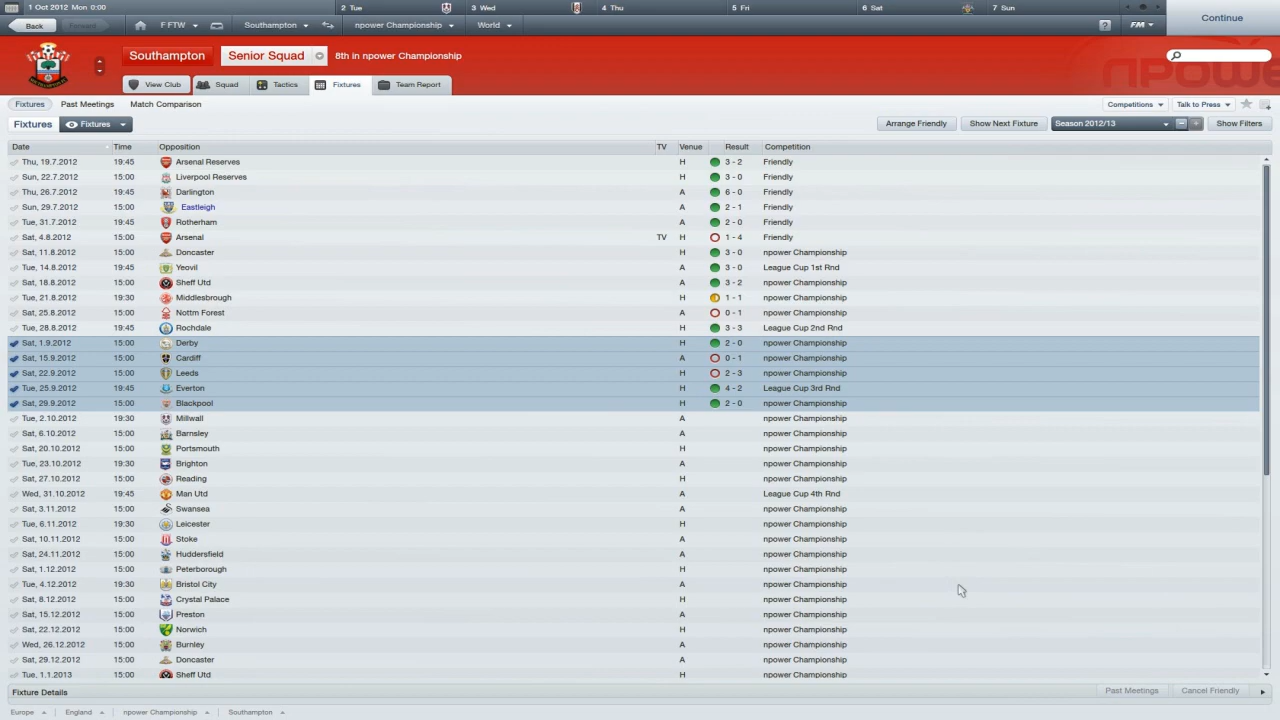 1 Oct 2012 Mon 0:00 2 Tue 3 Wed 4 Thu 5 Fri 6 Sat 7 Sun
Back Forward F FTW Southampton npower Championship World ? FM Continue
Southampton Senior Squad 8th in npower Championship
View Club Squad Tactics Fixtures Team Report
Fixtures Past Meetings Match Comparison Competitions Talk to Press
Fixtures Fixtures Arrange Friendly Show Next Fixture Season 2012/13 Show Filters
Date Time Opposition TV Venue Result Competition
Thu, 19.7.2012 19:45 Arsenal Reserves H 3 - 2 Friendly
Sun, 22.7.2012 15:00 Liverpool Reserves H 3 - 0 Friendly
Thu, 26.7.2012 19:45 Darlington A 6 - 0 Friendly
Sun, 29.7.2012 15:00 Eastleigh A 2 - 1 Friendly
Tue, 31.7.2012 19:45 Rotherham A 2 - 0 Friendly
Sat, 4.8.2012 15:00 Arsenal TV H 1 - 4 Friendly
Sat, 11.8.2012 15:00 Doncaster H 3 - 0 npower Championship
Tue, 14.8.2012 19:45 Yeovil A 3 - 0 League Cup 1st Rnd
Sat, 18.8.2012 15:00 Sheff Utd A 3 - 2 npower Championship
Tue, 21.8.2012 19:30 Middlesbrough H 1 - 1 npower Championship
Sat, 25.8.2012 15:00 Nottm Forest A 0 - 1 npower Championship
Tue, 28.8.2012 19:45 Rochdale H 3 - 3 League Cup 2nd Rnd
Sat, 1.9.2012 15:00 Derby H 2 - 0 npower Championship
Sat, 15.9.2012 15:00 Cardiff A 0 - 1 npower Championship
Sat, 22.9.2012 15:00 Leeds H 2 - 3 npower Championship
Tue, 25.9.2012 19:45 Everton H 4 - 2 League Cup 3rd Rnd
Sat, 29.9.2012 15:00 Blackpool H 2 - 0 npower Championship
Tue, 2.10.2012 19:30 Millwall A npower Championship
Sat, 6.10.2012 15:00 Barnsley A npower Championship
Sat, 20.10.2012 15:00 Portsmouth H npower Championship
Tue, 23.10.2012 19:30 Brighton A npower Championship
Sat, 27.10.2012 15:00 Reading H npower Championship
Wed, 31.10.2012 19:45 Man Utd A League Cup 4th Rnd
Sat, 3.11.2012 15:00 Swansea A npower Championship
Tue, 6.11.2012 19:30 Leicester H npower Championship
Sat, 10.11.2012 15:00 Stoke A npower Championship
Sat, 24.11.2012 15:00 Huddersfield A npower Championship
Sat, 1.12.2012 15:00 Peterborough H npower Championship
Tue, 4.12.2012 19:30 Bristol City A npower Championship
Sat, 8.12.2012 15:00 Crystal Palace H npower Championship
Sat, 15.12.2012 15:00 Preston A npower Championship
Sat, 22.12.2012 15:00 Norwich H npower Championship
Wed, 26.12.2012 15:00 Burnley A npower Championship
Sat, 29.12.2012 15:00 Doncaster A npower Championship
Tue, 1.1.2013 15:00 Sheff Utd H npower Championship
Fixture Details Past Meetings Cancel Friendly
Europe England npower Championship Southampton